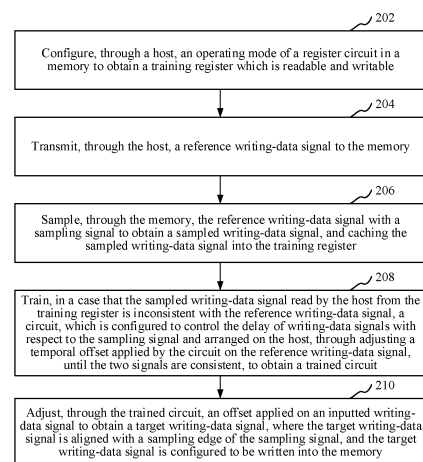 202
Configure, through a host, an operating mode of a register circuit in a
memory to obtain a training register which is readable and writable
204
Transmit, through the host, a reference writing-data signal to the memory
206
Sample, through the memory, the reference writing-data signal with a
sampling signal to obtain a sampled writing-data signal, and caching the
sampled writing-data signal into the training register
208
Train, in a case that the sampled writing-data signal read by the host from the
training register is inconsistent with the reference writing-data signal, a
circuit, which is configured to control the delay of writing-data signals with
respect to the sampling signal and arranged on the host, through adjusting a
temporal offset applied by the circuit on the reference writing-data signal,
until the two signals are consistent, to obtain a trained circuit
210
Adjust, through the trained circuit, an offset applied on an inputted writing-
data signal to obtain a target writing-data signal, where the target writing-data
signal is aligned with a sampling edge of the sampling signal, and the target
writing-data signal is configured to be written into the memory